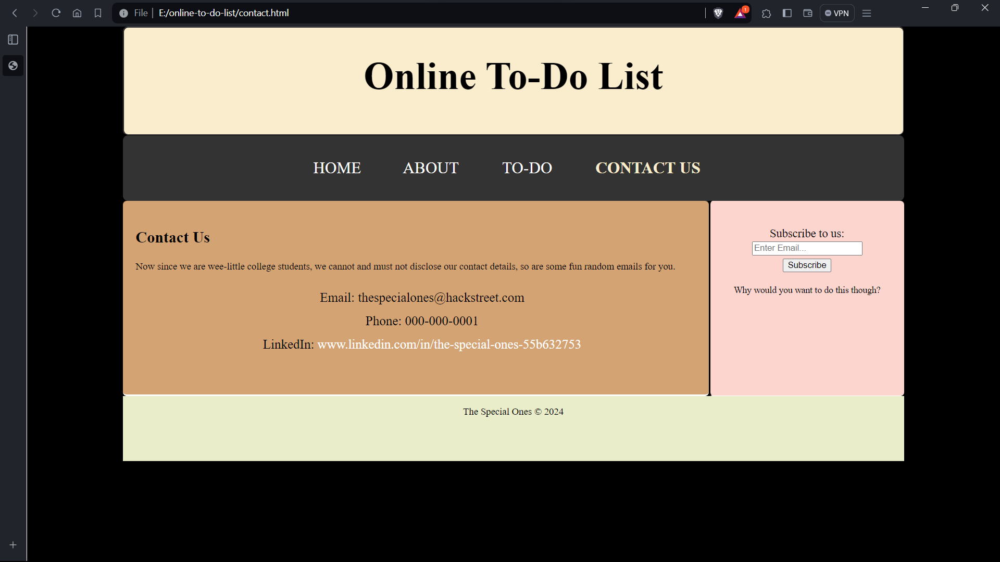 File E:/online-to-do-list/contact.html 1 VPN
Online To-Do List
HOME ABOUT TO-DO CONTACT US
Contact Us
Now since we are wee-little college students, we cannot and must not disclose our contact details, so are some fun random emails for you.
Email: thespecialones@hackstreet.com
Phone: 000-000-0001
LinkedIn: www.linkedin.com/in/the-special-ones-55b632753
Subscribe to us:
Enter Email...
Subscribe
Why would you want to do this though?
The Special Ones © 2024